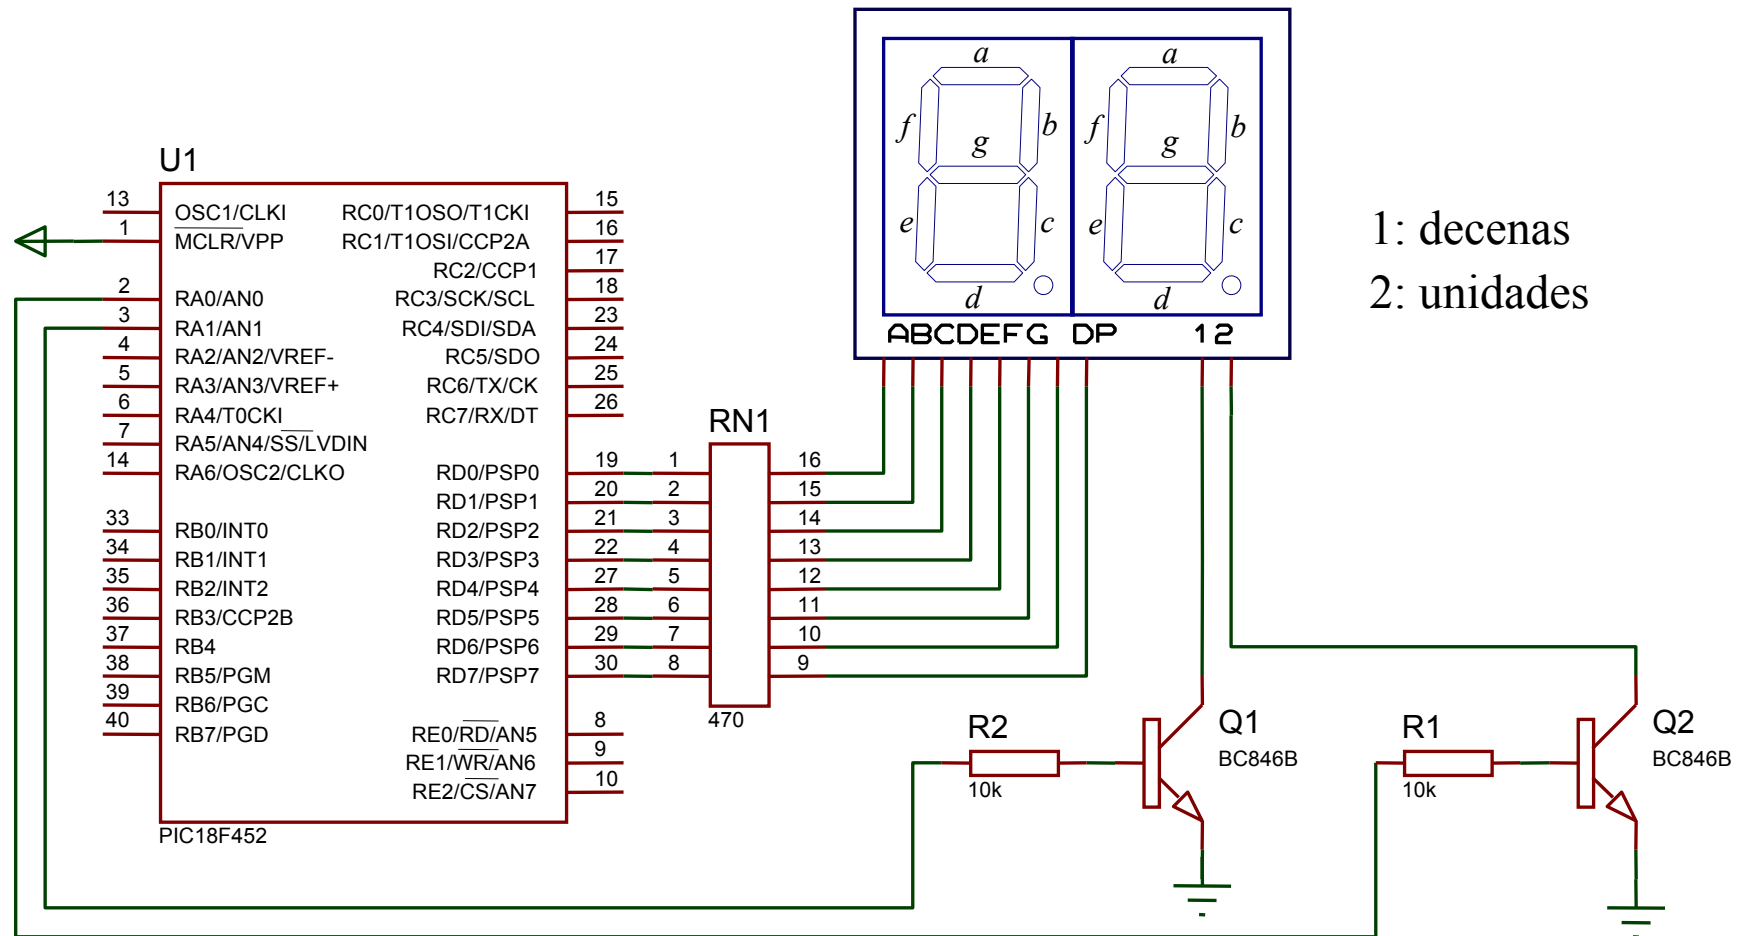 a a
f b f b
g g
U1
13 OSC1/CLKI RC0/T1OSO/T1CKI 15
1 MCLR/VPP RC1/T1OSI/CCP2A 16
RC2/CCP1 17
2 RA0/AN0 RC3/SCK/SCL 18
3 RA1/AN1 RC4/SDI/SDA 23
4 RA2/AN2/VREF- RC5/SDO 24
5 RA3/AN3/VREF+ RC6/TX/CK 25
6 RA4/T0CKI RC7/RX/DT 26
7 RA5/AN4/SS/LVDIN
14 RA6/OSC2/CLKO RD0/PSP0 19
RD1/PSP1 20
33 RB0/INT0 RD2/PSP2 21
34 RB1/INT1 RD3/PSP3 22
35 RB2/INT2 RD4/PSP4 27
36 RB3/CCP2B RD5/PSP5 28
37 RB4 RD6/PSP6 29
38 RB5/PGM RD7/PSP7 30
39 RB6/PGC
40 RB7/PGD RE0/RD/AN5 8
RE1/WR/AN6 9
RE2/CS/AN7 10
PIC18F452
e c e c
d d
ABCDEFG DP 12
1: decenas
2: unidades
RN1
1 16
2 15
3 14
4 13
5 12
6 11
7 10
8 9
470
R2
10k
Q1
BC846B
R1
10k
Q2
BC846B